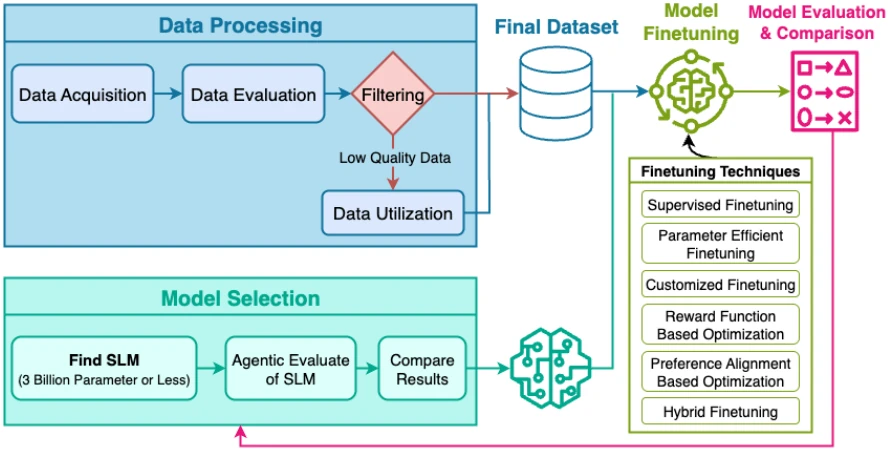 Data Processing
Data Acquisition
Data Evaluation
Filtering
Low Quality Data
Data Utilization
Final Dataset
Model
Finetuning
Model Evaluation
& Comparison
Finetuning Techniques
Supervised Finetuning
Parameter Efficient
Finetuning
Customized Finetuning
Reward Function
Based Optimization
Preference Alignment
Based Optimization
Hybrid Finetuning
Model Selection
Find SLM
(3 Billion Parameter or Less)
Agentic Evaluate
of SLM
Compare
Results